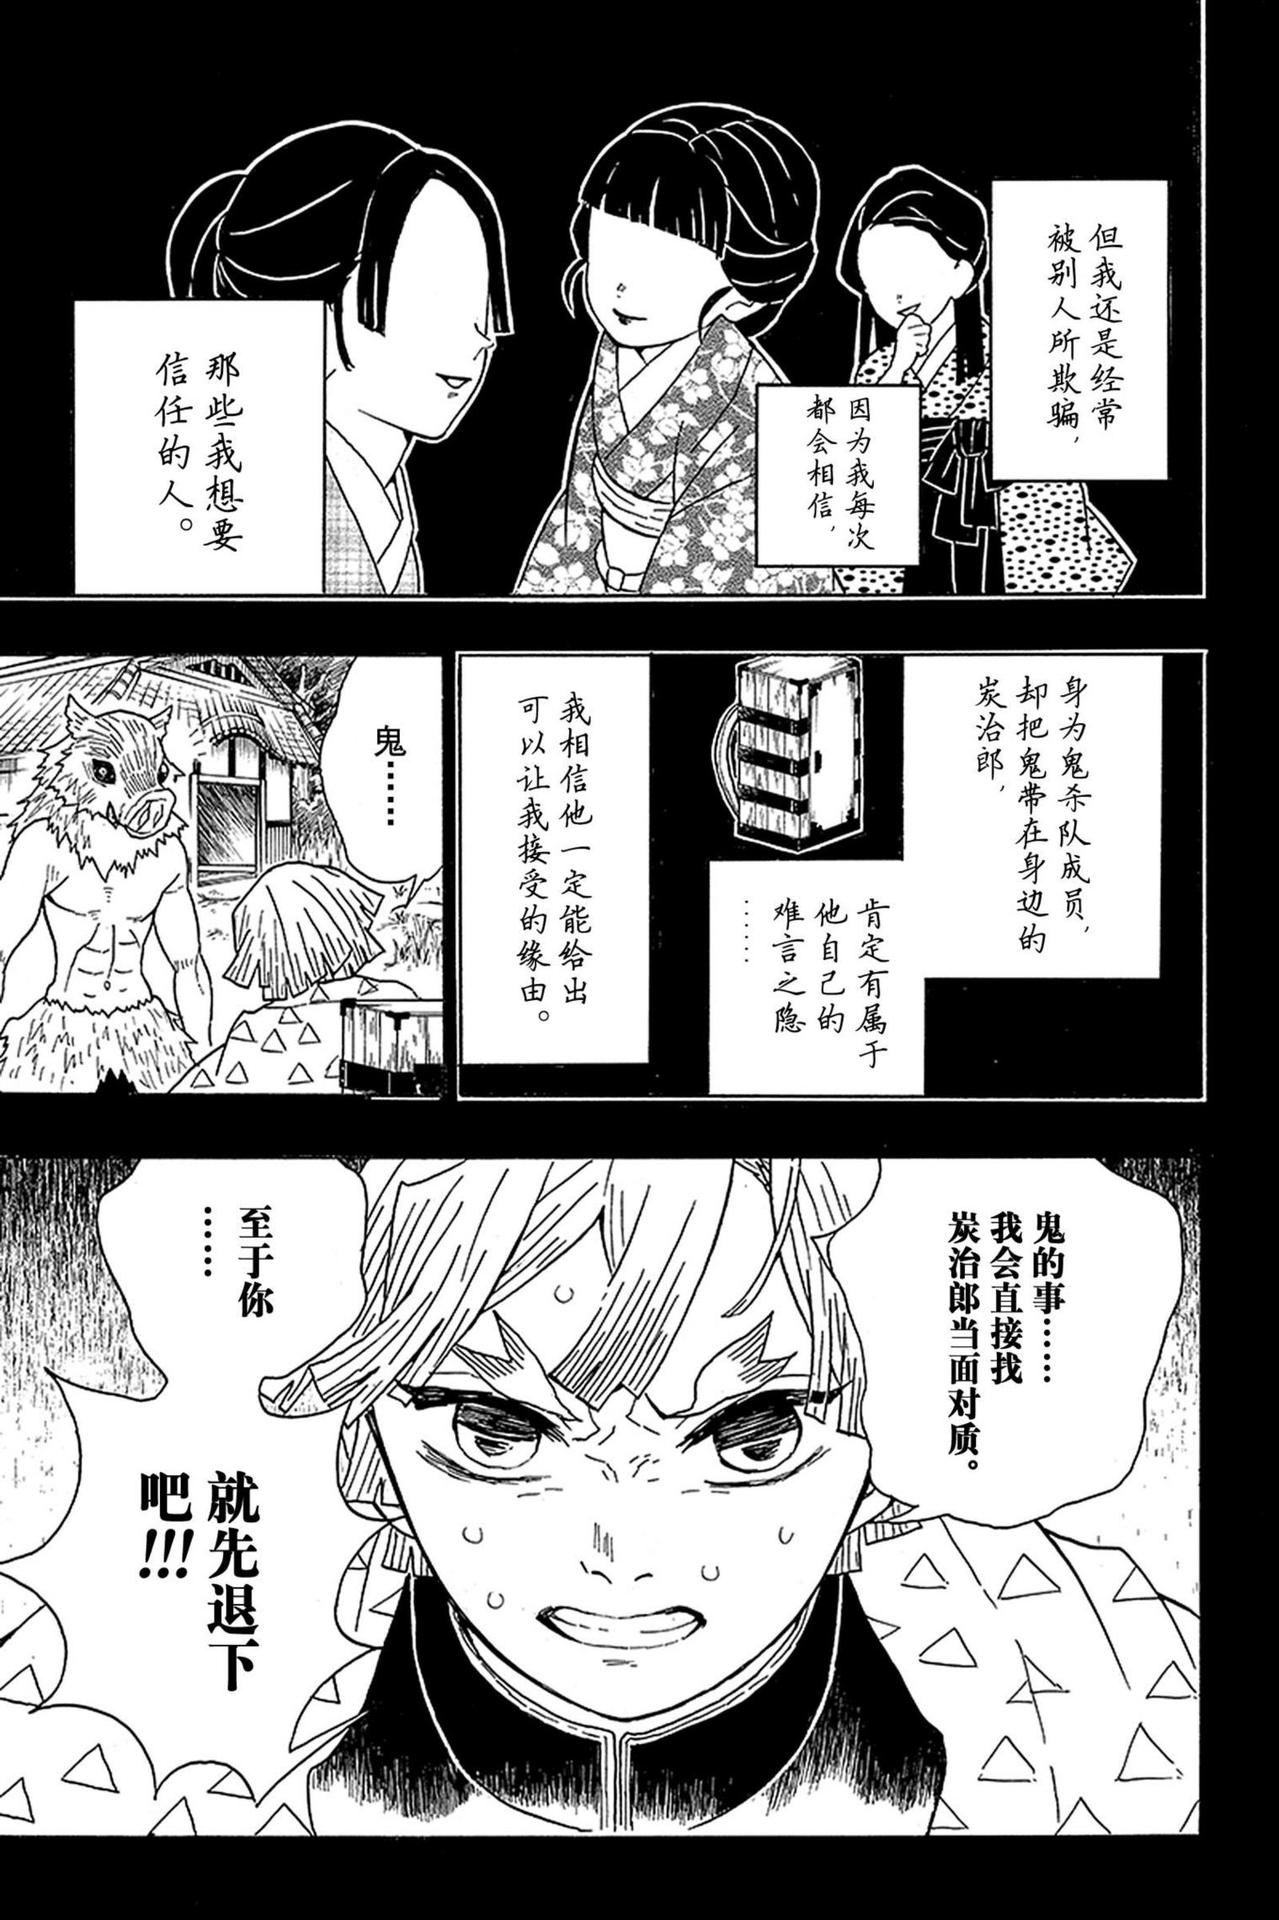 但我还是经常
被别人所欺骗，
因为我每次
都会相信，
那些我想要
信任的人。
身为鬼杀队成员，
却把鬼带在身边的
炭治郎，
肯定有属于
他自己的
难言之隐
……
我相信他一定能给出
可以让我接受的缘由。
鬼……
鬼的事……
我会直接找
炭治郎当面对质。
至于你
……
就先退下
吧!!!